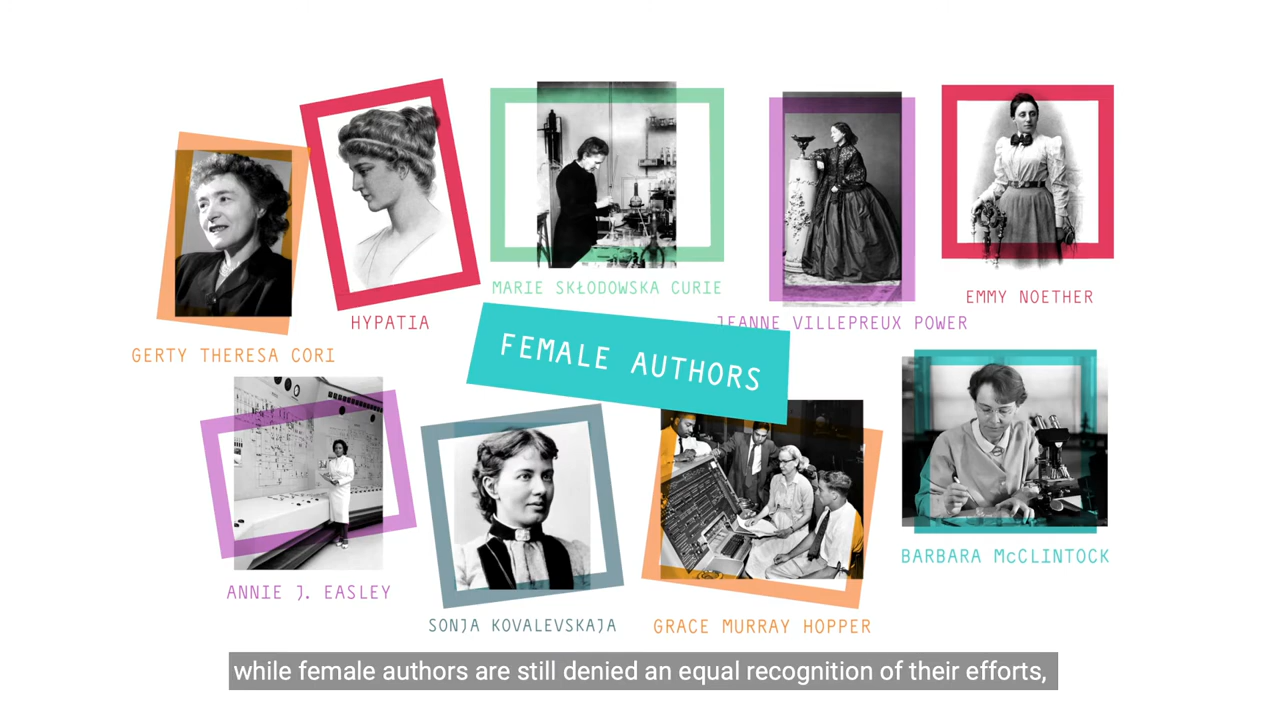 MARIE SKŁODOWSKA CURIE
EMMY NOETHER
HYPATIA
JEANNE VILLEPREUX POWER
GERTY THERESA CORI
FEMALE AUTHORS
BARBARA McCLINTOCK
ANNIE J. EASLEY
SONJA KOVALEVSKAJA
GRACE MURRAY HOPPER
while female authors are still denied an equal recognition of their efforts,